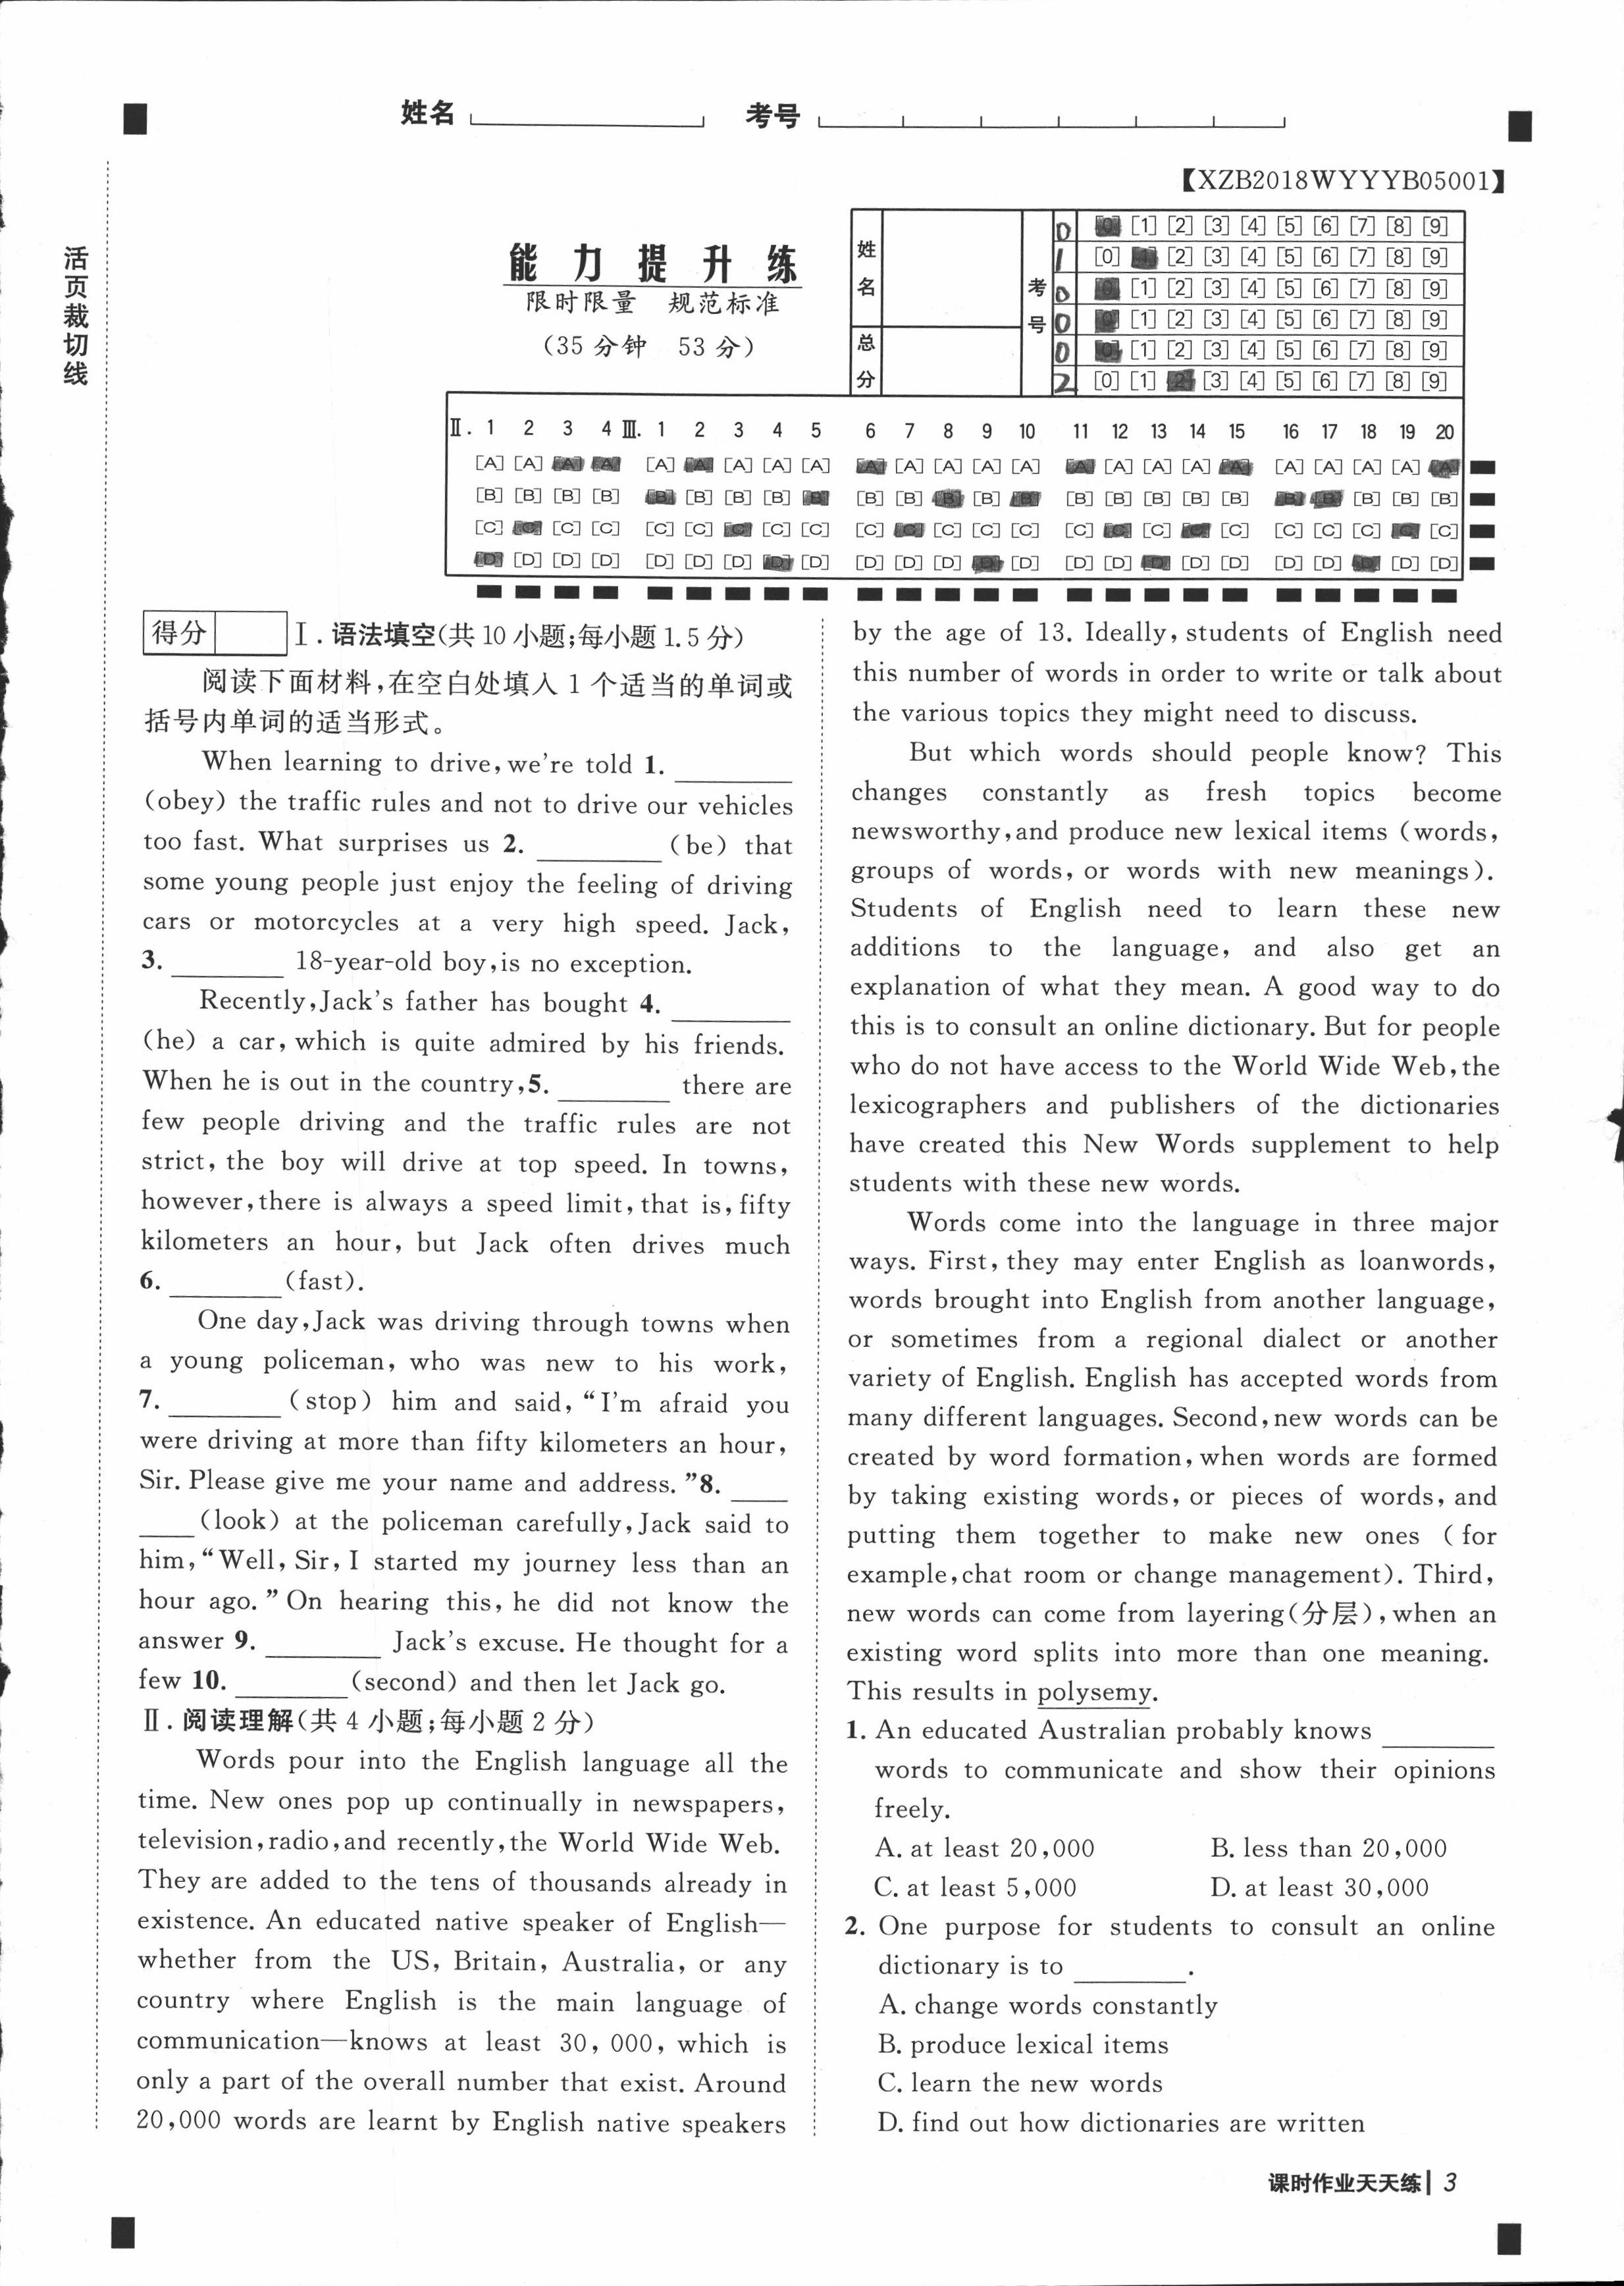 姓名 考号
【XZB2018WYYYB05001】
活页裁切线
能力提升练
限时限量 规范标准
(35 分钟 53 分)
姓名
总分
考号
0 [0] [1] [2] [3] [4] [5] [6] [7] [8] [9]
1 [0] [1] [2] [3] [4] [5] [6] [7] [8] [9]
0 [0] [1] [2] [3] [4] [5] [6] [7] [8] [9]
0 [0] [1] [2] [3] [4] [5] [6] [7] [8] [9]
0 [0] [1] [2] [3] [4] [5] [6] [7] [8] [9]
2 [0] [1] [2] [3] [4] [5] [6] [7] [8] [9]
Ⅱ. 1 2 3 4 Ⅲ. 1 2 3 4 5 6 7 8 9 10 11 12 13 14 15 16 17 18 19 20
[A] [A] [A] [A] [A] [A] [A] [A] [A] [A] [A] [A] [A] [A] [A] [A] [A] [A] [A] [A] [A] [A] [A] [A]
[B] [B] [B] [B] [B] [B] [B] [B] [B] [B] [B] [B] [B] [B] [B] [B] [B] [B] [B] [B] [B] [B] [B] [B]
[C] [C] [C] [C] [C] [C] [C] [C] [C] [C] [C] [C] [C] [C] [C] [C] [C] [C] [C] [C] [C] [C] [C] [C]
[D] [D] [D] [D] [D] [D] [D] [D] [D] [D] [D] [D] [D] [D] [D] [D] [D] [D] [D] [D] [D] [D] [D] [D]
得分
Ⅰ.语法填空(共 10 小题;每小题 1.5 分)
阅读下面材料,在空白处填入 1 个适当的单词或
括号内单词的适当形式。
When learning to drive, we're told 1. ________
(obey) the traffic rules and not to drive our vehicles
too fast. What surprises us 2. ________ (be) that
some young people just enjoy the feeling of driving
cars or motorcycles at a very high speed. Jack,
3. ________ 18-year-old boy, is no exception.
Recently, Jack's father has bought 4. ________
(he) a car, which is quite admired by his friends.
When he is out in the country, 5. ________ there are
few people driving and the traffic rules are not
strict, the boy will drive at top speed. In towns,
however, there is always a speed limit, that is, fifty
kilometers an hour, but Jack often drives much
6. ________ (fast).
One day, Jack was driving through towns when
a young policeman, who was new to his work,
7. ________ (stop) him and said, “I'm afraid you
were driving at more than fifty kilometers an hour,
Sir. Please give me your name and address. ”8. ____
____ (look) at the policeman carefully, Jack said to
him, “Well, Sir, I started my journey less than an
hour ago. ” On hearing this, he did not know the
answer 9. ________ Jack's excuse. He thought for a
few 10. ________ (second) and then let Jack go.
Ⅱ.阅读理解(共 4 小题;每小题 2 分)
Words pour into the English language all the
time. New ones pop up continually in newspapers,
television, radio, and recently, the World Wide Web.
They are added to the tens of thousands already in
existence. An educated native speaker of English—
whether from the US, Britain, Australia, or any
country where English is the main language of
communication—knows at least 30, 000, which is
only a part of the overall number that exist. Around
20,000 words are learnt by English native speakers
by the age of 13. Ideally, students of English need
this number of words in order to write or talk about
the various topics they might need to discuss.
But which words should people know? This
changes constantly as fresh topics become
newsworthy, and produce new lexical items (words,
groups of words, or words with new meanings).
Students of English need to learn these new
additions to the language, and also get an
explanation of what they mean. A good way to do
this is to consult an online dictionary. But for people
who do not have access to the World Wide Web, the
lexicographers and publishers of the dictionaries
have created this New Words supplement to help
students with these new words.
Words come into the language in three major
ways. First, they may enter English as loanwords,
words brought into English from another language,
or sometimes from a regional dialect or another
variety of English. English has accepted words from
many different languages. Second, new words can be
created by word formation, when words are formed
by taking existing words, or pieces of words, and
putting them together to make new ones (for
example, chat room or change management). Third,
new words can come from layering(分层), when an
existing word splits into more than one meaning.
This results in polysemy.
1. An educated Australian probably knows ________
words to communicate and show their opinions
freely.
A. at least 20,000 B. less than 20,000
C. at least 5,000 D. at least 30,000
2. One purpose for students to consult an online
dictionary is to ________.
A. change words constantly
B. produce lexical items
C. learn the new words
D. find out how dictionaries are written
课时作业天天练 3